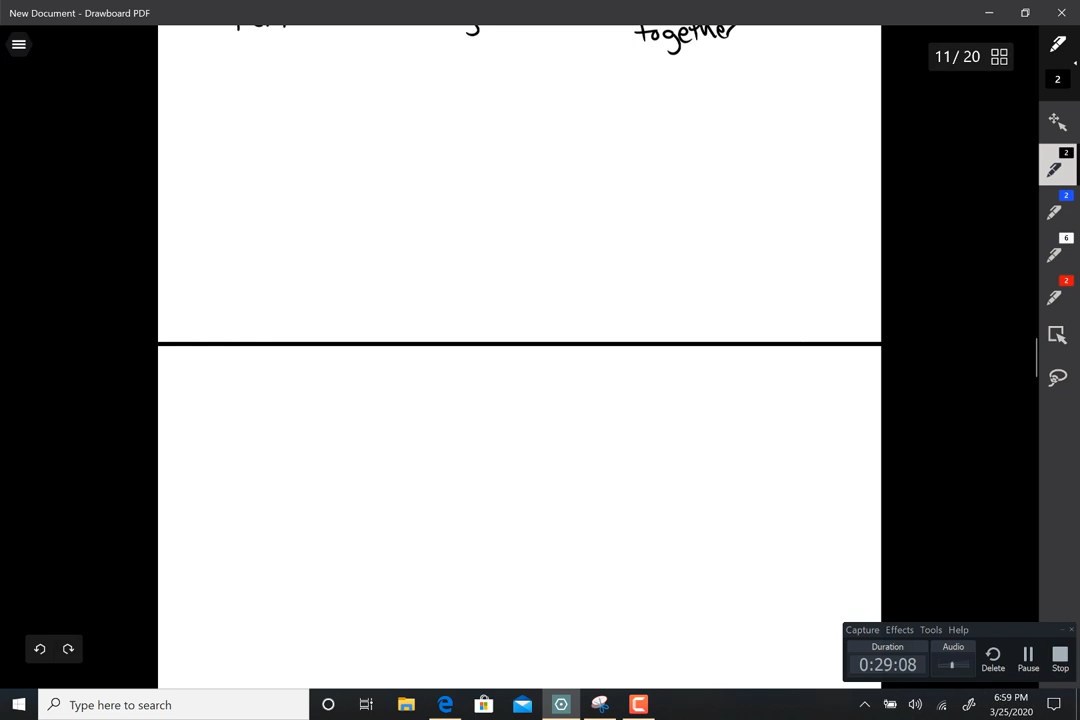 New Document - Drawboard PDF
together
11 / 20
2
2
2
6
2
Capture Effects Tools Help
Duration
Audio
0:29:08
Delete
Pause
Stop
Type here to search
6:59 PM
3/25/2020